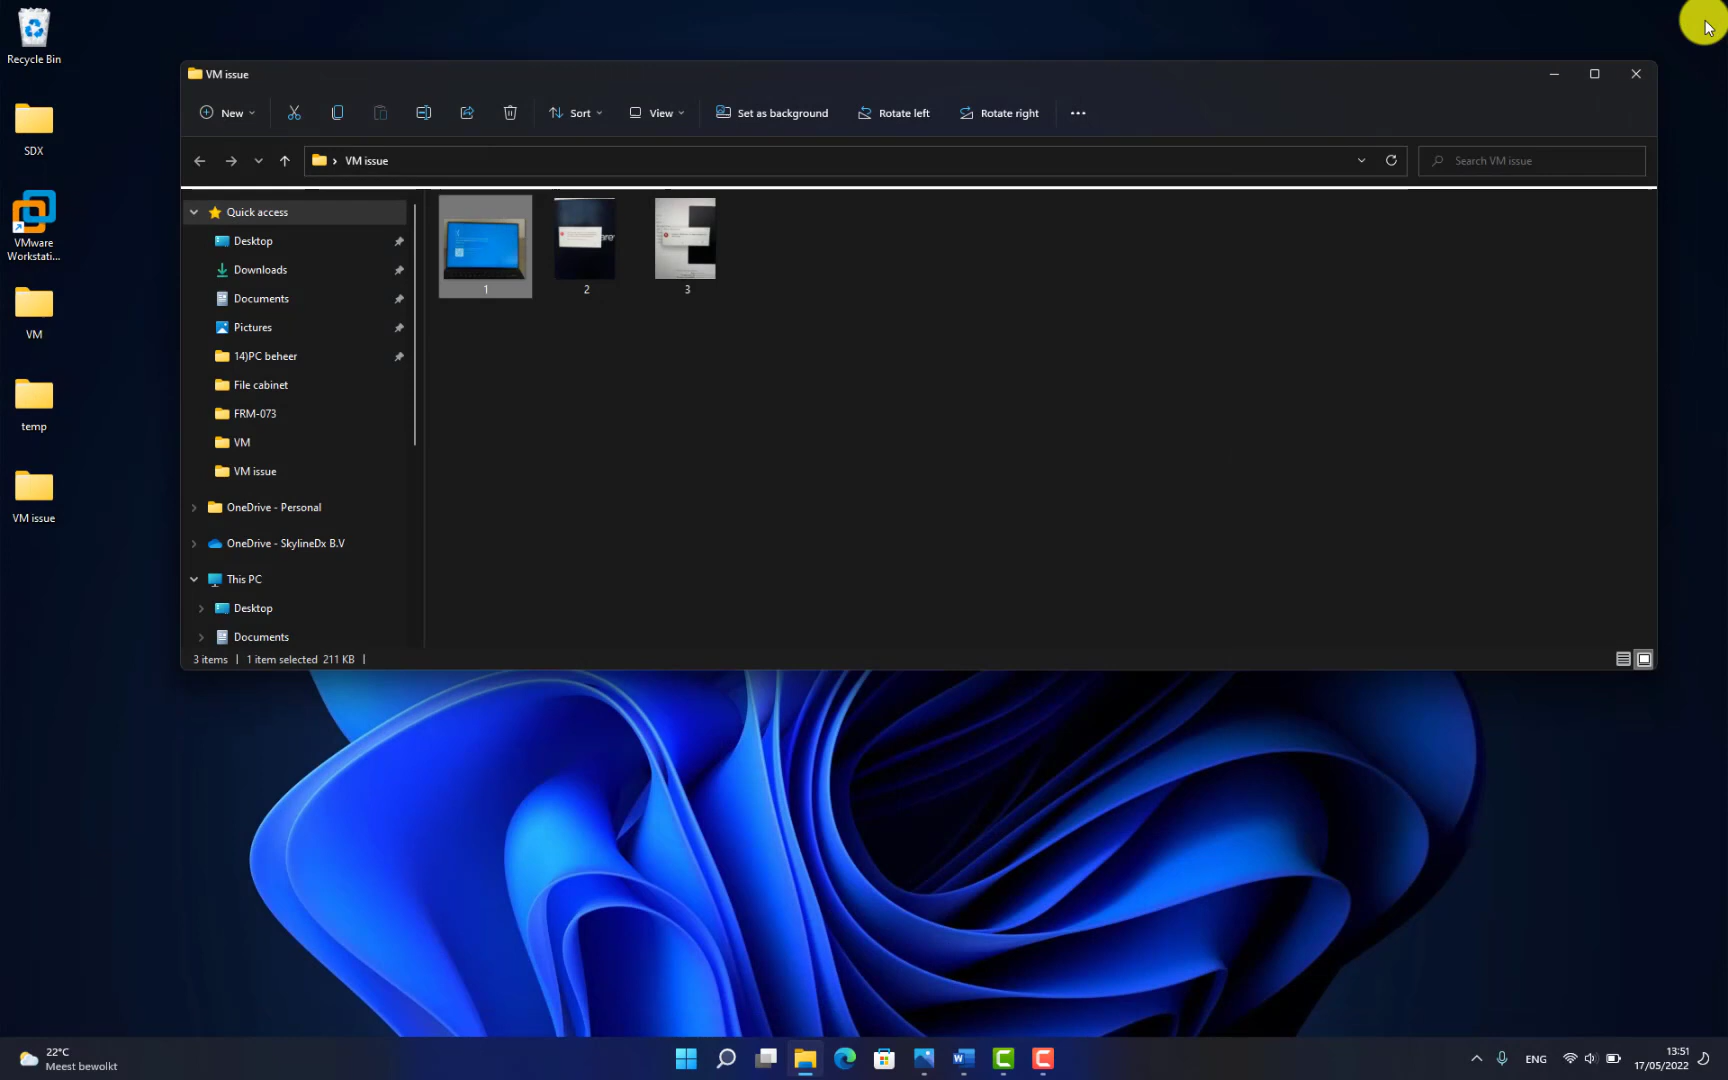 Recycle Bin
SDX
VMware
Workstati...
VM
temp
VM issue
VM issue
New
Sort
View
Set as background
Rotate left
Rotate right
VM issue
Search VM issue
Quick access
Desktop
Downloads
Documents
Pictures
14)PC beheer
File cabinet
FRM-073
VM
VM issue
OneDrive - Personal
OneDrive - SkylineDx B.V
This PC
Desktop
Documents
1
2
3
3 items
1 item selected 211 KB
22°C
Meest bewolkt
ENG
13:51
17/05/2022